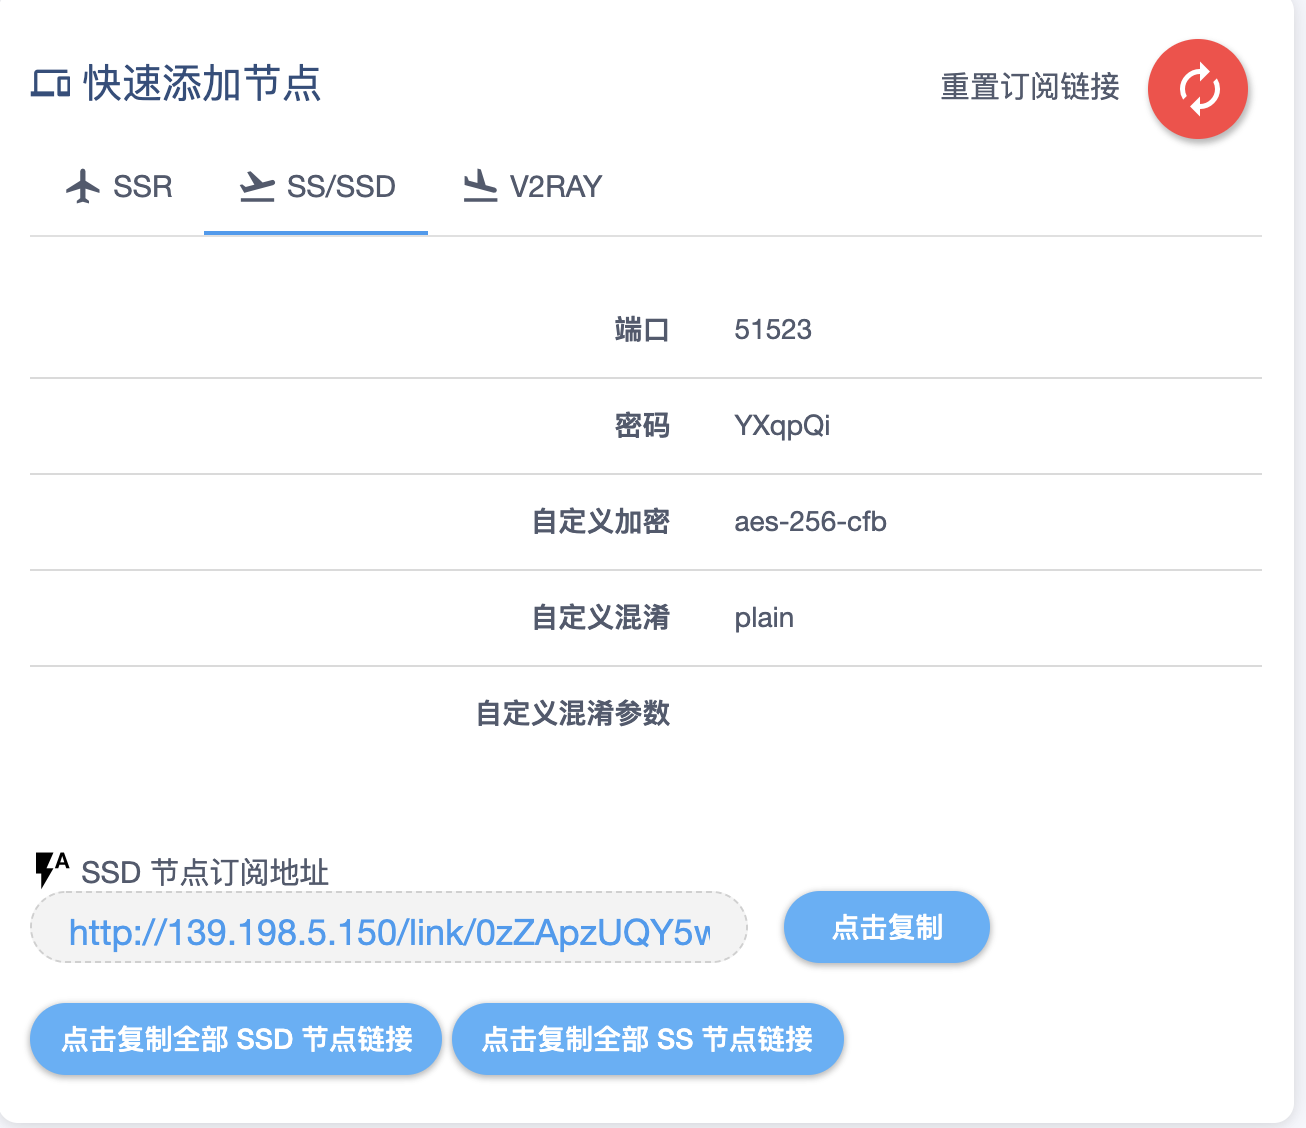 快速添加节点
重置订阅链接
SSR
SS/SSD
V2RAY
端口 51523
密码 YXqpQi
自定义加密 aes-256-cfb
自定义混淆 plain
自定义混淆参数
A SSD 节点订阅地址
http://139.198.5.150/link/0zZApzUQY5w
点击复制
点击复制全部 SSD 节点链接
点击复制全部 SS 节点链接